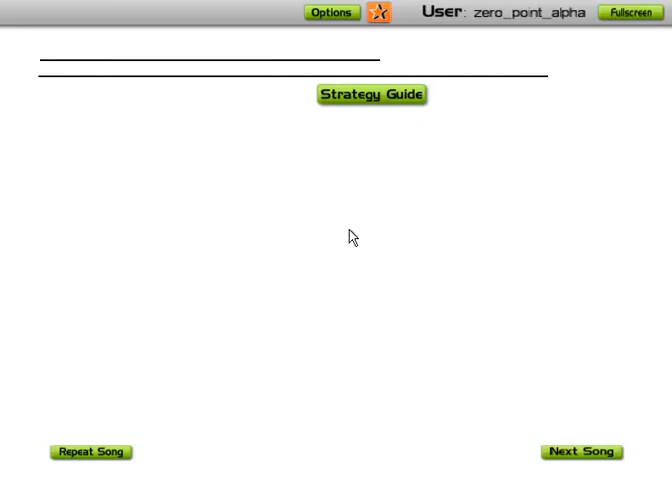 Options User: zero_point_alpha Fullscreen
Strategy Guide
Repeat Song Next Song